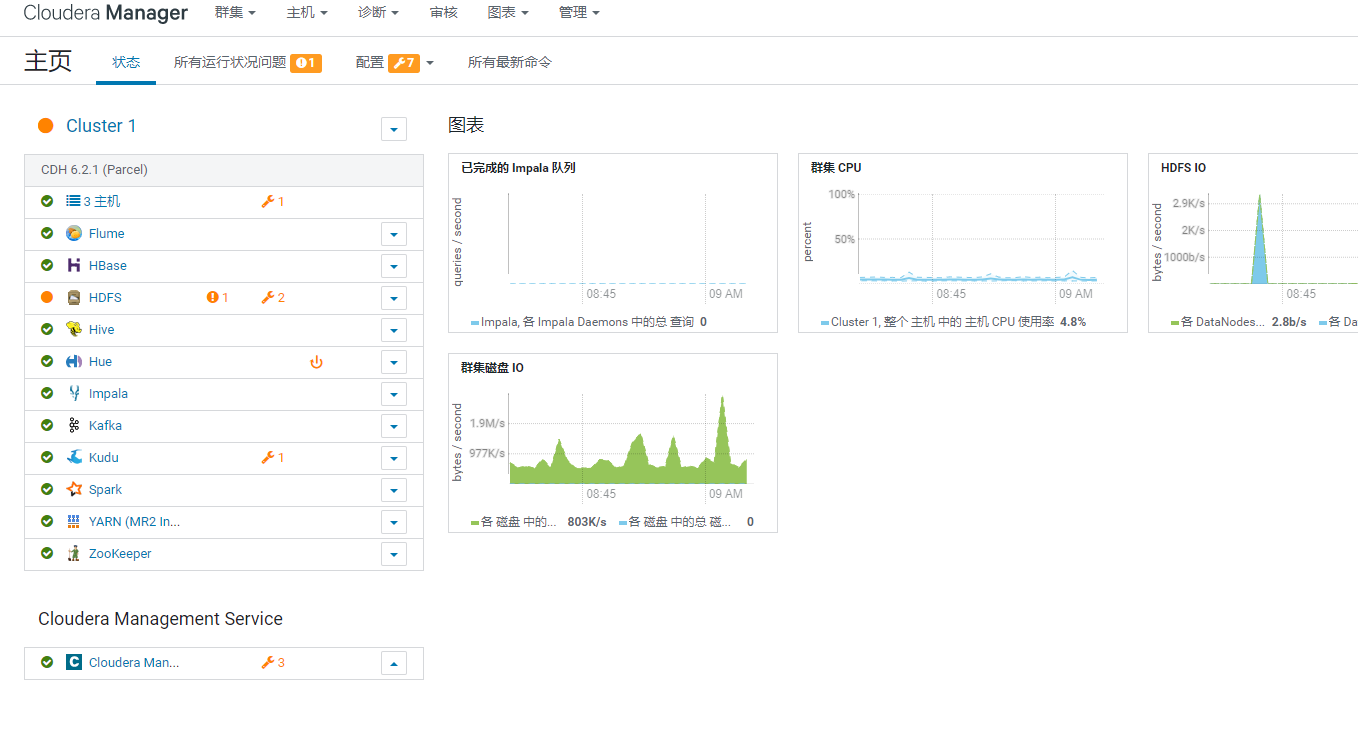 Cloudera Manager 群集 主机 诊断 审核 图表 管理
主页 状态 所有运行状况问题 1 配置 7 所有最新命令
Cluster 1
CDH 6.2.1 (Parcel)
3 主机 1
Flume
HBase
HDFS 1 2
Hive
Hue
Impala
Kafka
Kudu 1
Spark
YARN (MR2 In...
ZooKeeper
Cloudera Management Service
C Cloudera Man... 3
图表
已完成的 Impala 队列
queries / second
08:45 09 AM
Impala, 各 Impala Daemons 中的总 查询 0
群集 CPU
percent
100%
50%
08:45 09 AM
Cluster 1, 整个 主机 中的 主机 CPU 使用率 4.8%
HDFS IO
bytes / second
2.9K/s
2K/s
1000b/s
08:45
各 DataNodes... 2.8b/s 各 Da
群集磁盘 IO
bytes / second
1.9M/s
977K/s
08:45 09 AM
各 磁盘 中的... 803K/s 各 磁盘 中的总 磁... 0